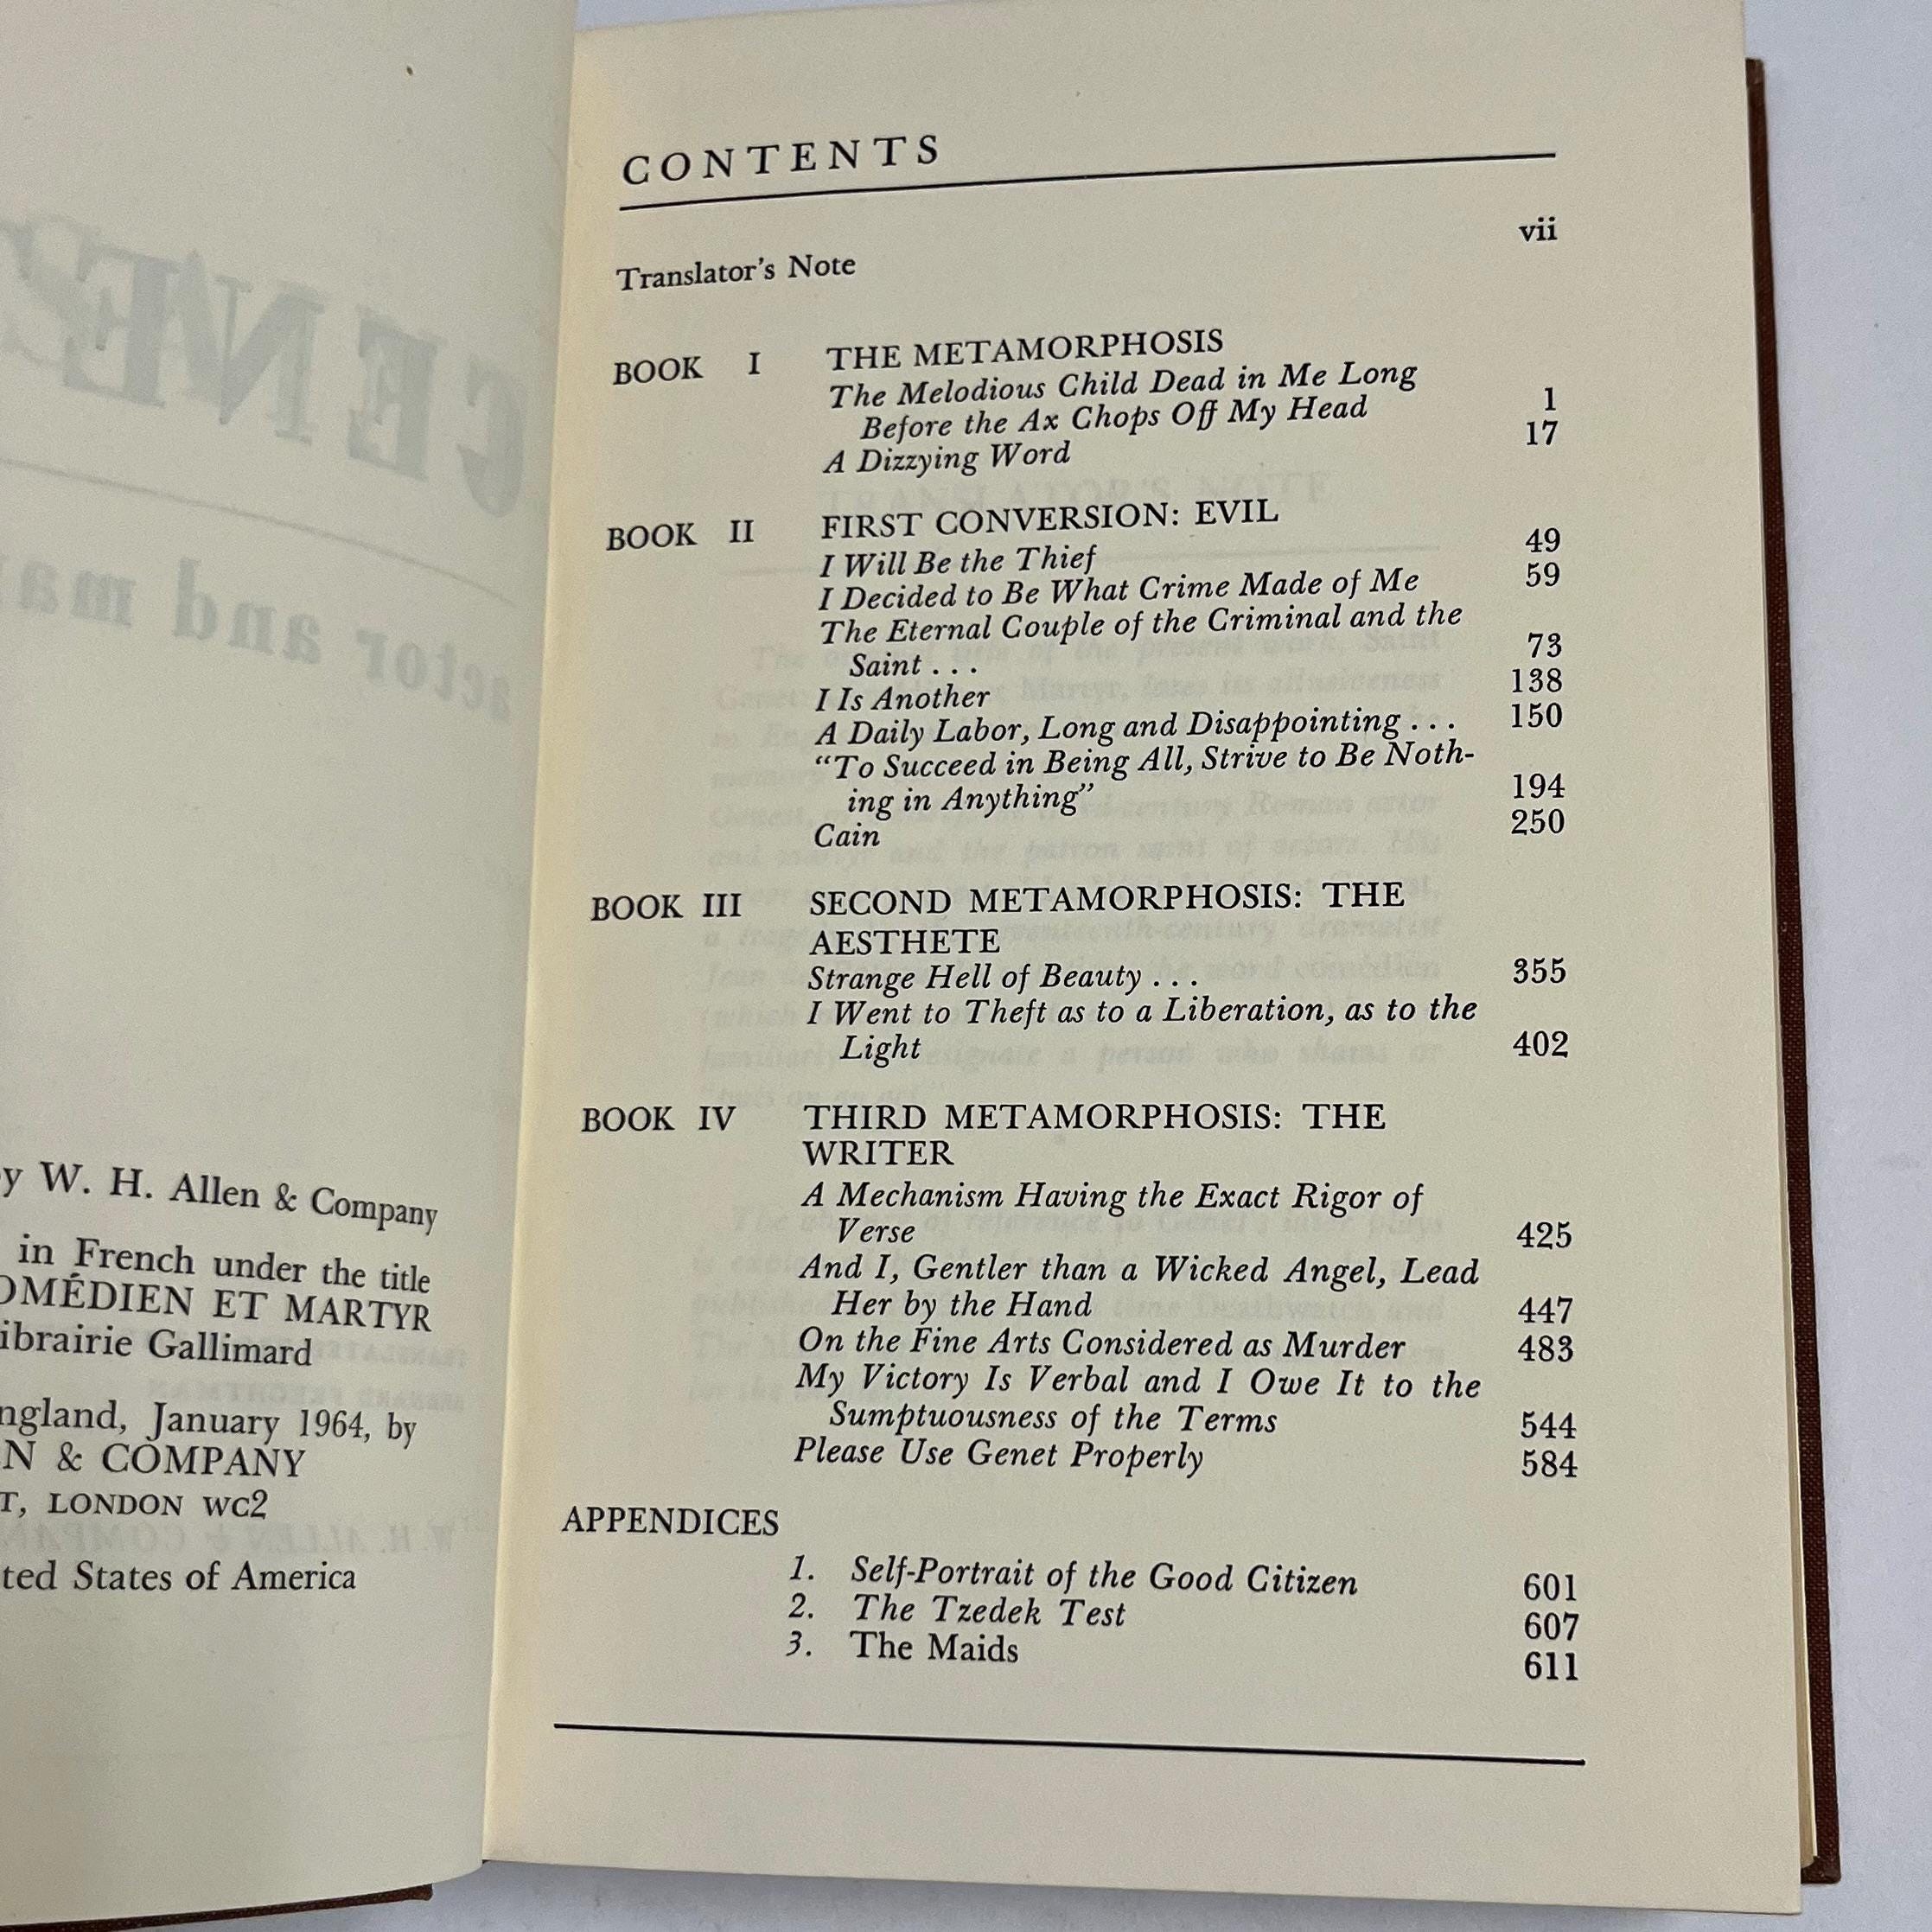 y W. H. Allen & Company
in French under the title
OMÉDIEN ET MARTYR
ibrairie Gallimard
ngland, January 1964, by
N & COMPANY
T, LONDON WC2
ted States of America
CONTENTS
Translator's Note vii
BOOK I THE METAMORPHOSIS
The Melodious Child Dead in Me Long
Before the Ax Chops Off My Head 1
A Dizzying Word 17
BOOK II FIRST CONVERSION: EVIL
I Will Be the Thief 49
I Decided to Be What Crime Made of Me 59
The Eternal Couple of the Criminal and the
Saint . . . 73
I Is Another 138
A Daily Labor, Long and Disappointing . . . 150
“To Succeed in Being All, Strive to Be Noth-
ing in Anything” 194
Cain 250
BOOK III SECOND METAMORPHOSIS: THE
AESTHETE
Strange Hell of Beauty . . . 355
I Went to Theft as to a Liberation, as to the
Light 402
BOOK IV THIRD METAMORPHOSIS: THE
WRITER
A Mechanism Having the Exact Rigor of
Verse 425
And I, Gentler than a Wicked Angel, Lead
Her by the Hand 447
On the Fine Arts Considered as Murder 483
My Victory Is Verbal and I Owe It to the
Sumptuousness of the Terms 544
Please Use Genet Properly 584
APPENDICES
1. Self-Portrait of the Good Citizen 601
2. The Tzedek Test 607
3. The Maids 611